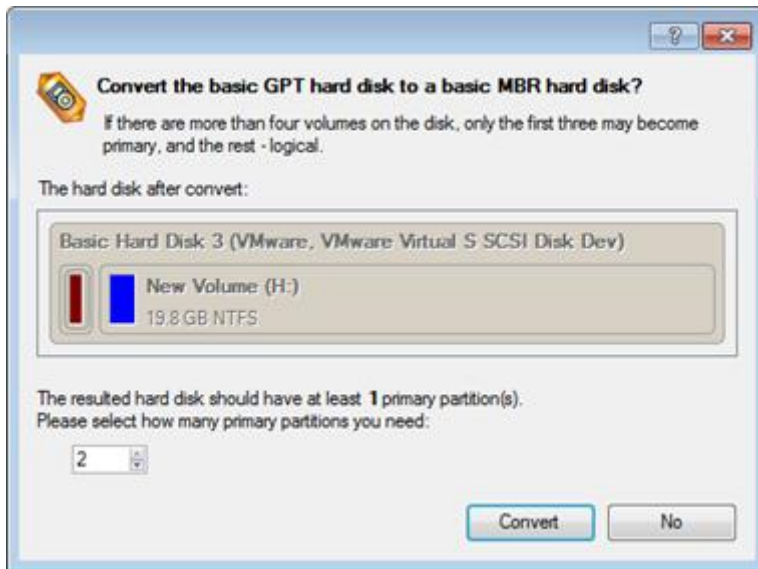 Convert the basic GPT hard disk to a basic MBR hard disk?
If there are more than four volumes on the disk, only the first three may become
primary, and the rest - logical.
The hard disk after convert:
Basic Hard Disk 3 (VMware, VMware Virtual S SCSI Disk Dev)
New Volume (H:)
19.8 GB NTFS
The resulted hard disk should have at least 1 primary partition(s).
Please select how many primary partitions you need:
2
Convert No